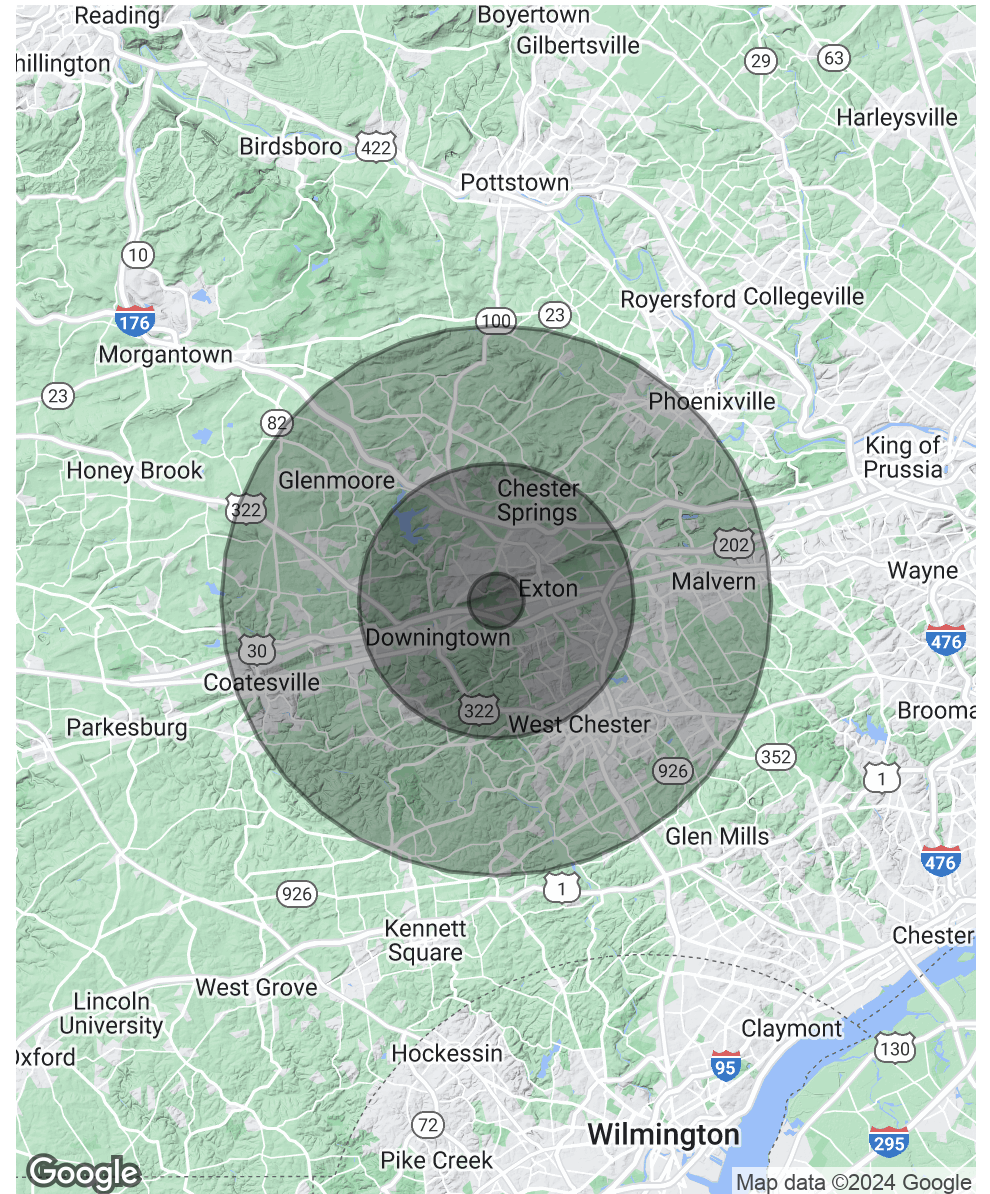 Reading
Boyertown
Gilbertsville
hillington
29
63
Harleysville
Birdsboro
422
Pottstown
10
Royersford
Collegeville
176
100
23
Morgantown
23
Phoenixville
82
King of
Prussia
Honey Brook
Glenmoore
Chester
Springs
322
202
Wayne
Malvern
Exton
Downingtown
476
30
Coatesville
322
West Chester
Parkesburg
Brooma
352
926
1
Glen Mills
476
926
1
Kennett
Square
Chester
West Grove
Lincoln
University
Claymont
Oxford
Hockessin
130
95
72
Wilmington
295
Pike Creek
Google
Map data ©2024 Google